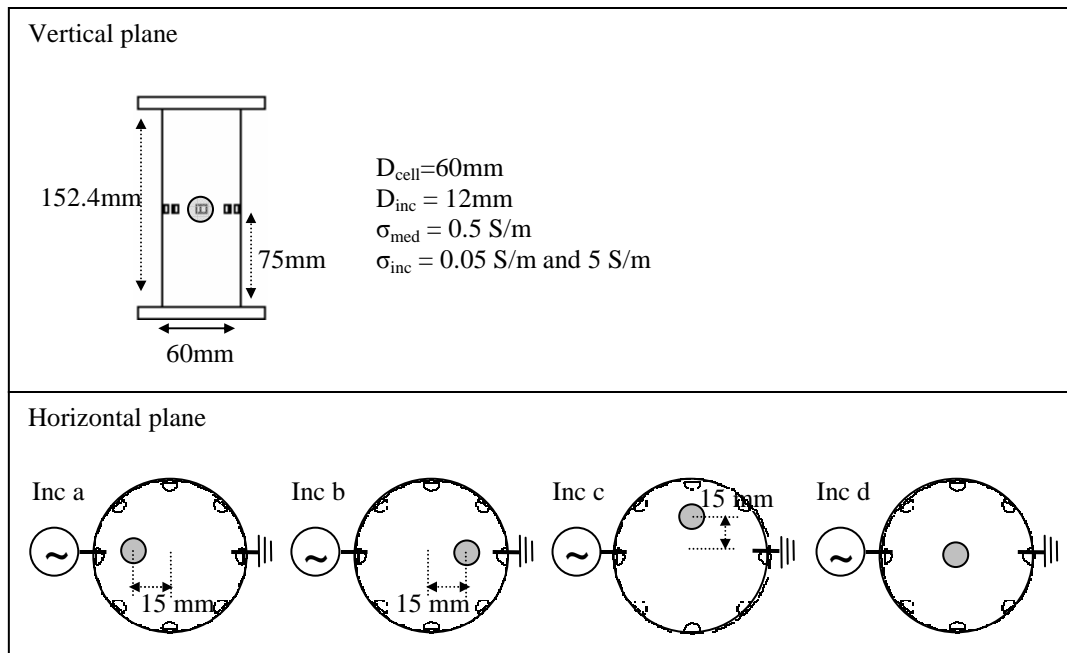 Vertical plane
152.4mm
75mm
60mm
D_cell=60mm
D_inc = 12mm
σ_med = 0.5 S/m
σ_inc = 0.05 S/m and 5 S/m
Horizontal plane
Inc a
~
15 mm
Inc b
~
15 mm
Inc c
15 mm
Inc d
~